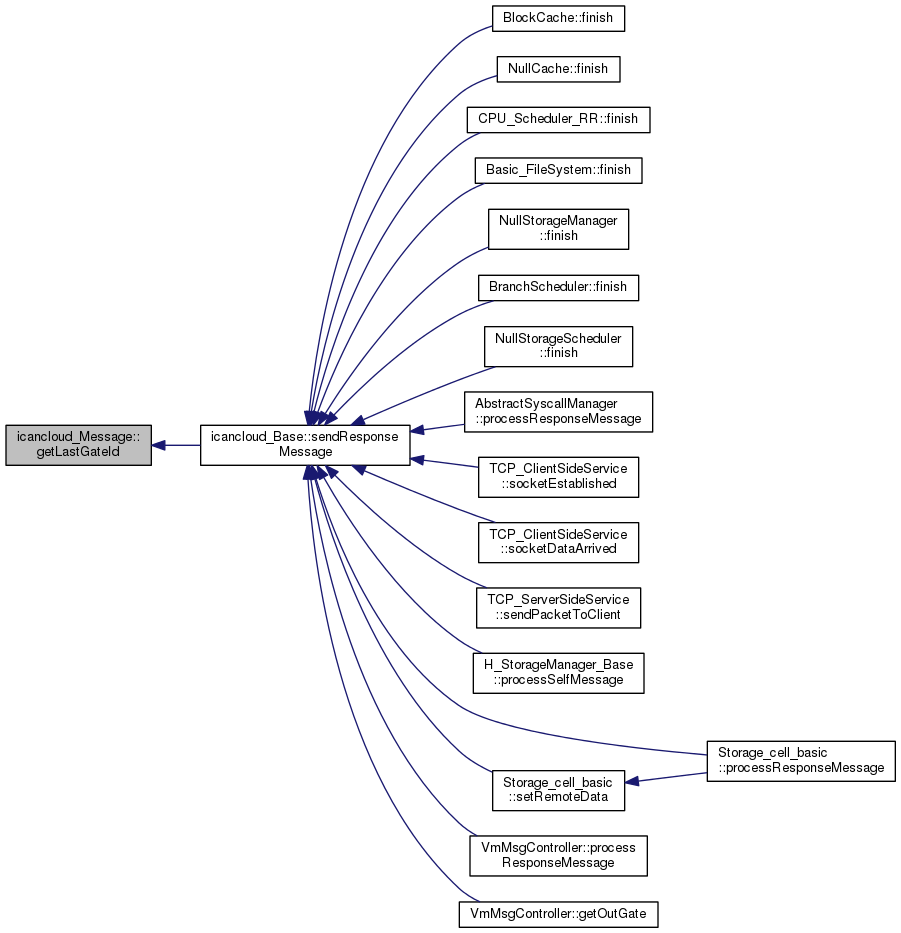 BlockCache::finish
NullCache::finish
CPU_Scheduler_RR::finish
Basic_FileSystem::finish
NullStorageManager
::finish
BranchScheduler::finish
NullStorageScheduler
::finish
AbstractSyscallManager
::processResponseMessage
icancloud_Message::
getLastGateId
icancloud_Base::sendResponse
Message
TCP_ClientSideService
::socketEstablished
TCP_ClientSideService
::socketDataArrived
TCP_ServerSideService
::sendPacketToClient
H_StorageManager_Base
::processSelfMessage
Storage_cell_basic
::processResponseMessage
Storage_cell_basic
::setRemoteData
VmMsgController::process
ResponseMessage
VmMsgController::getOutGate